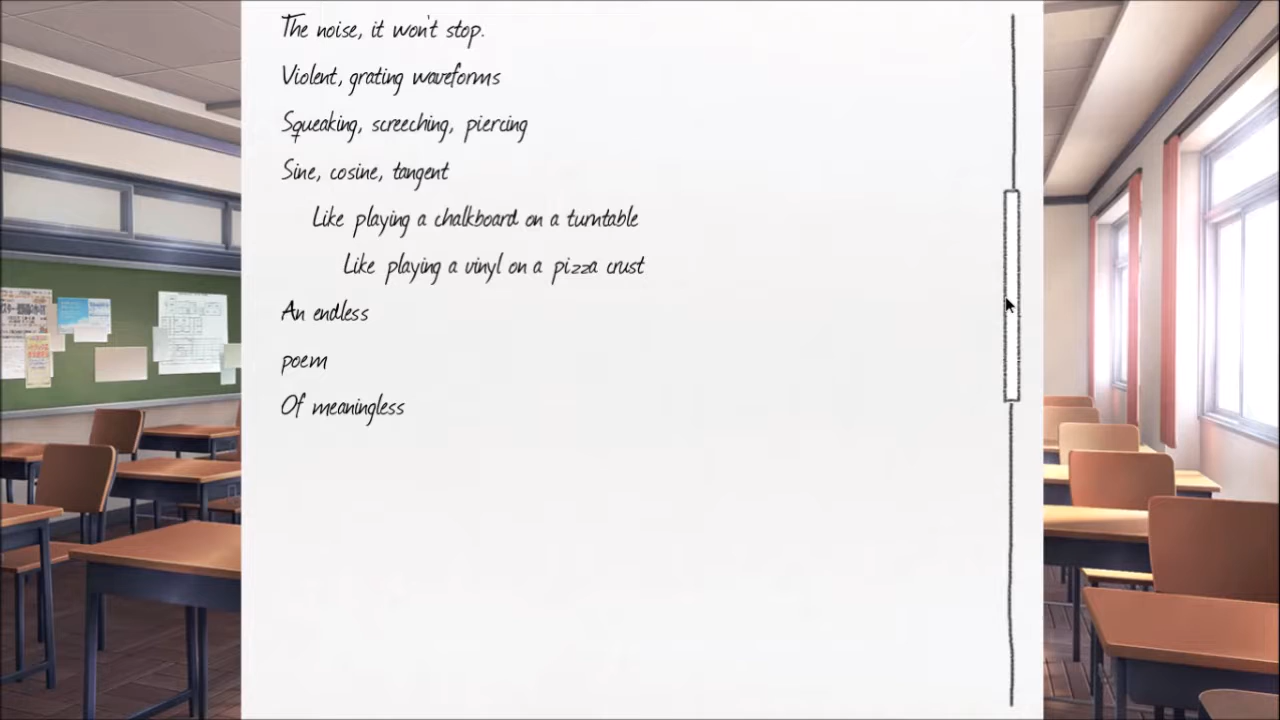 The noise, it won't stop.
Violent, grating waveforms
Squeaking, screeching, piercing
Sine, cosine, tangent
Like playing a chalkboard on a turntable
Like playing a vinyl on a pizza crust
An endless
poem
Of meaningless